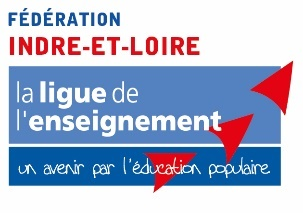 FÉDÉRATION
INDRE-ET-LOIRE
la ligue de
l'enseignement
un avenir par l'éducation populaire